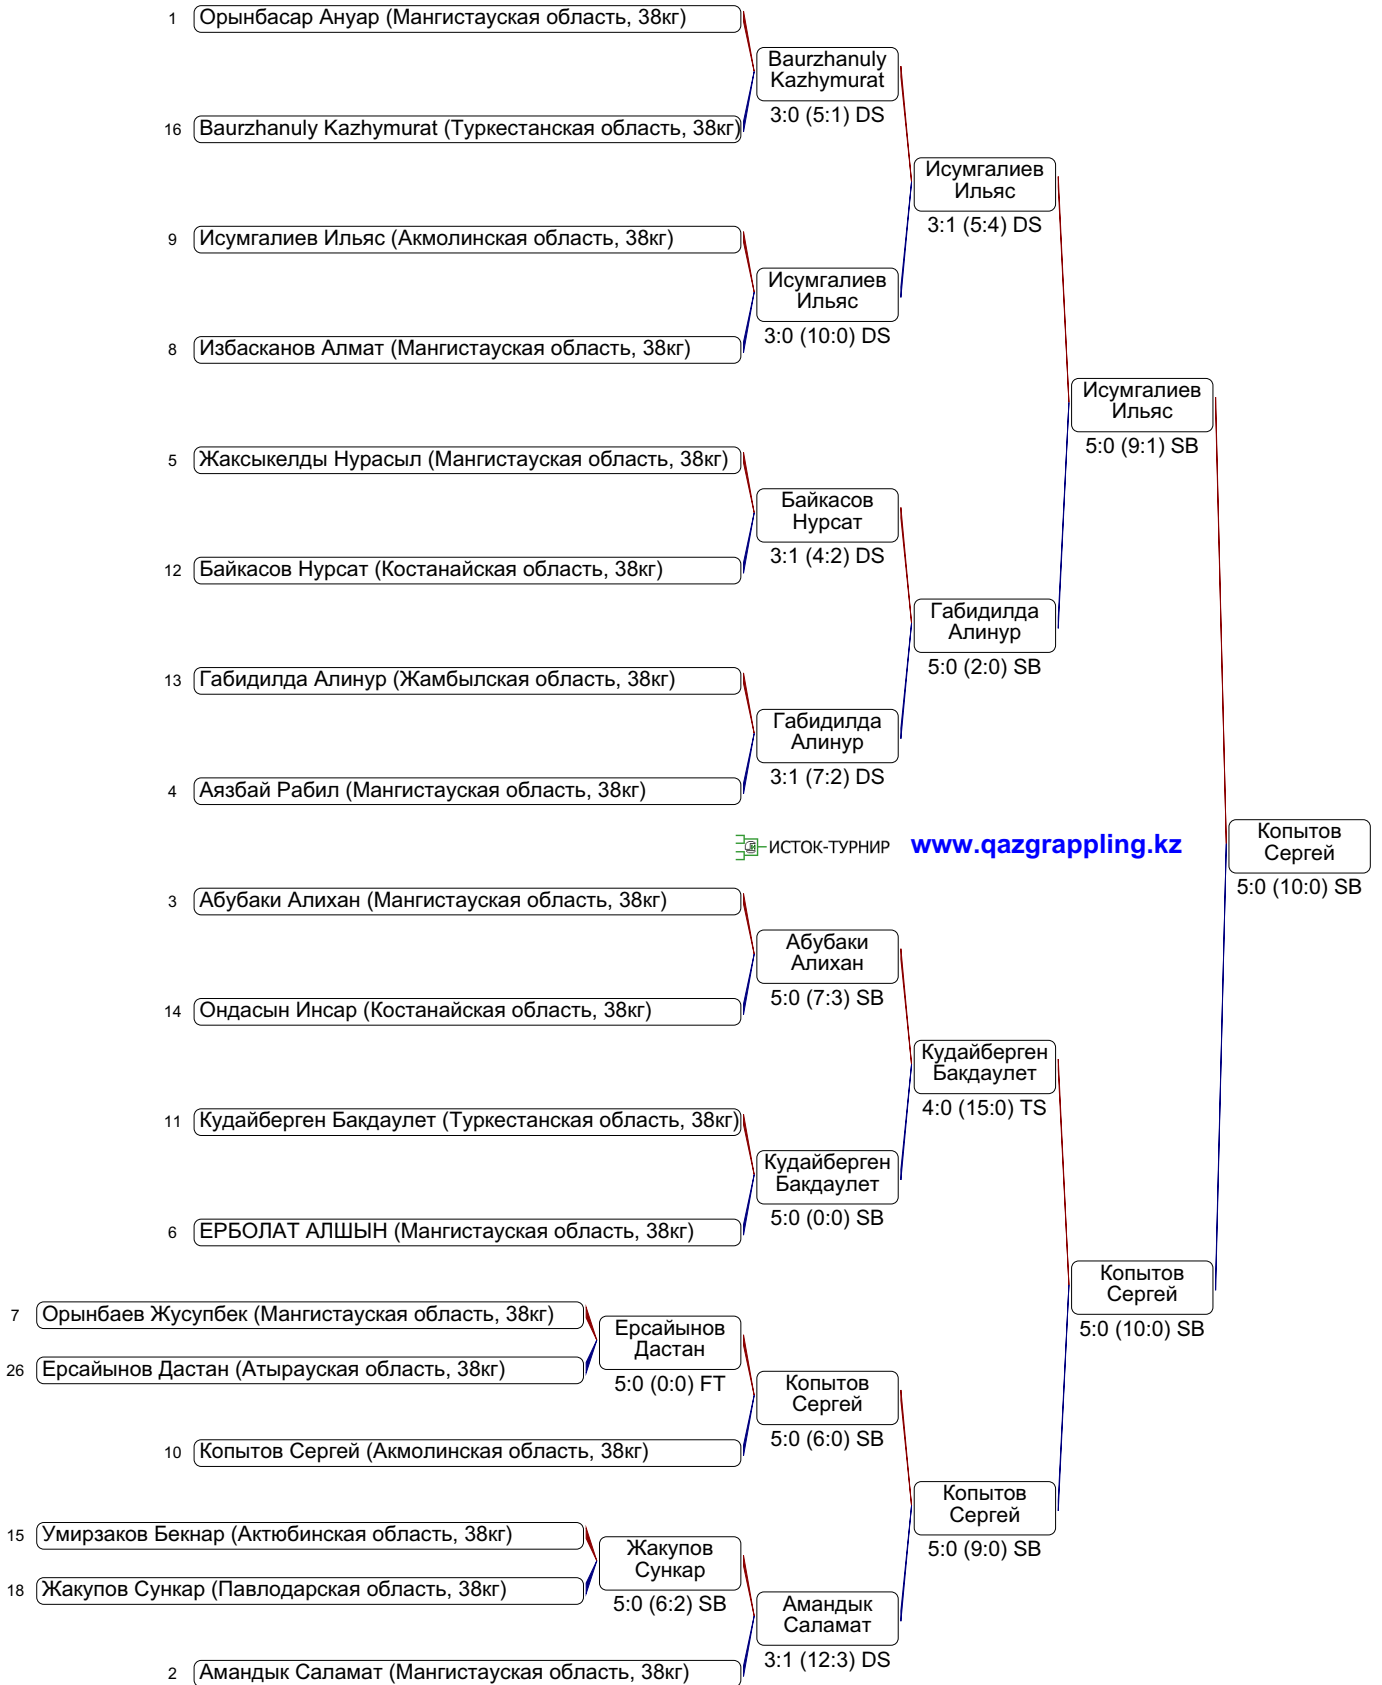 1 Орынбасар Ануар (Мангистауская область, 38кг)
Baurzhanuly
Kazhymurat
3:0 (5:1) DS
16 Baurzhanuly Kazhymurat (Туркестанская область, 38кг)
Исумгалиев
Ильяс
3:1 (5:4) DS
9 Исумгалиев Ильяс (Акмолинская область, 38кг)
Исумгалиев
Ильяс
3:0 (10:0) DS
8 Избасканов Алмат (Мангистауская область, 38кг)
Исумгалиев
Ильяс
5:0 (9:1) SB
5 Жаксыкелды Нурасыл (Мангистауская область, 38кг)
Байкасов
Нурсат
3:1 (4:2) DS
12 Байкасов Нурсат (Костанайская область, 38кг)
Габидилда
Алинур
5:0 (2:0) SB
13 Габидилда Алинур (Жамбылская область, 38кг)
Габидилда
Алинур
3:1 (7:2) DS
4 Аязбай Рабил (Мангистауская область, 38кг)
ИСТОК-ТУРНИР www.qazgrappling.kz
Копытов
Сергей
5:0 (10:0) SB
3 Абубаки Алихан (Мангистауская область, 38кг)
Абубаки
Алихан
5:0 (7:3) SB
14 Ондасын Инсар (Костанайская область, 38кг)
Кудайберген
Бакдаулет
4:0 (15:0) TS
11 Кудайберген Бакдаулет (Туркестанская область, 38кг)
Кудайберген
Бакдаулет
5:0 (0:0) SB
6 ЕРБОЛАТ АЛШЫН (Мангистауская область, 38кг)
Копытов
Сергей
5:0 (10:0) SB
7 Орынбаев Жусупбек (Мангистауская область, 38кг)
Ерсайынов
Дастан
5:0 (0:0) FT
26 Ерсайынов Дастан (Атырауская область, 38кг)
Копытов
Сергей
5:0 (6:0) SB
10 Копытов Сергей (Акмолинская область, 38кг)
Копытов
Сергей
5:0 (9:0) SB
15 Умирзаков Бекнар (Актюбинская область, 38кг)
Жакупов
Сункар
5:0 (6:2) SB
18 Жакупов Сункар (Павлодарская область, 38кг)
Амандык
Саламат
3:1 (12:3) DS
2 Амандык Саламат (Мангистауская область, 38кг)